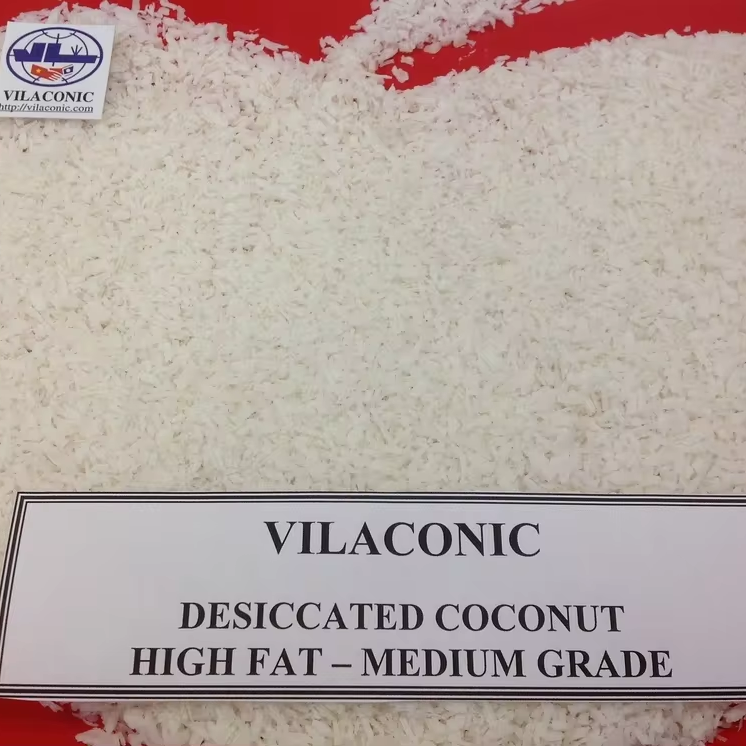 VL
VILACONIC
http://vilaconic.com
VILACONIC
DESICCATED COCONUT
HIGH FAT – MEDIUM GRADE